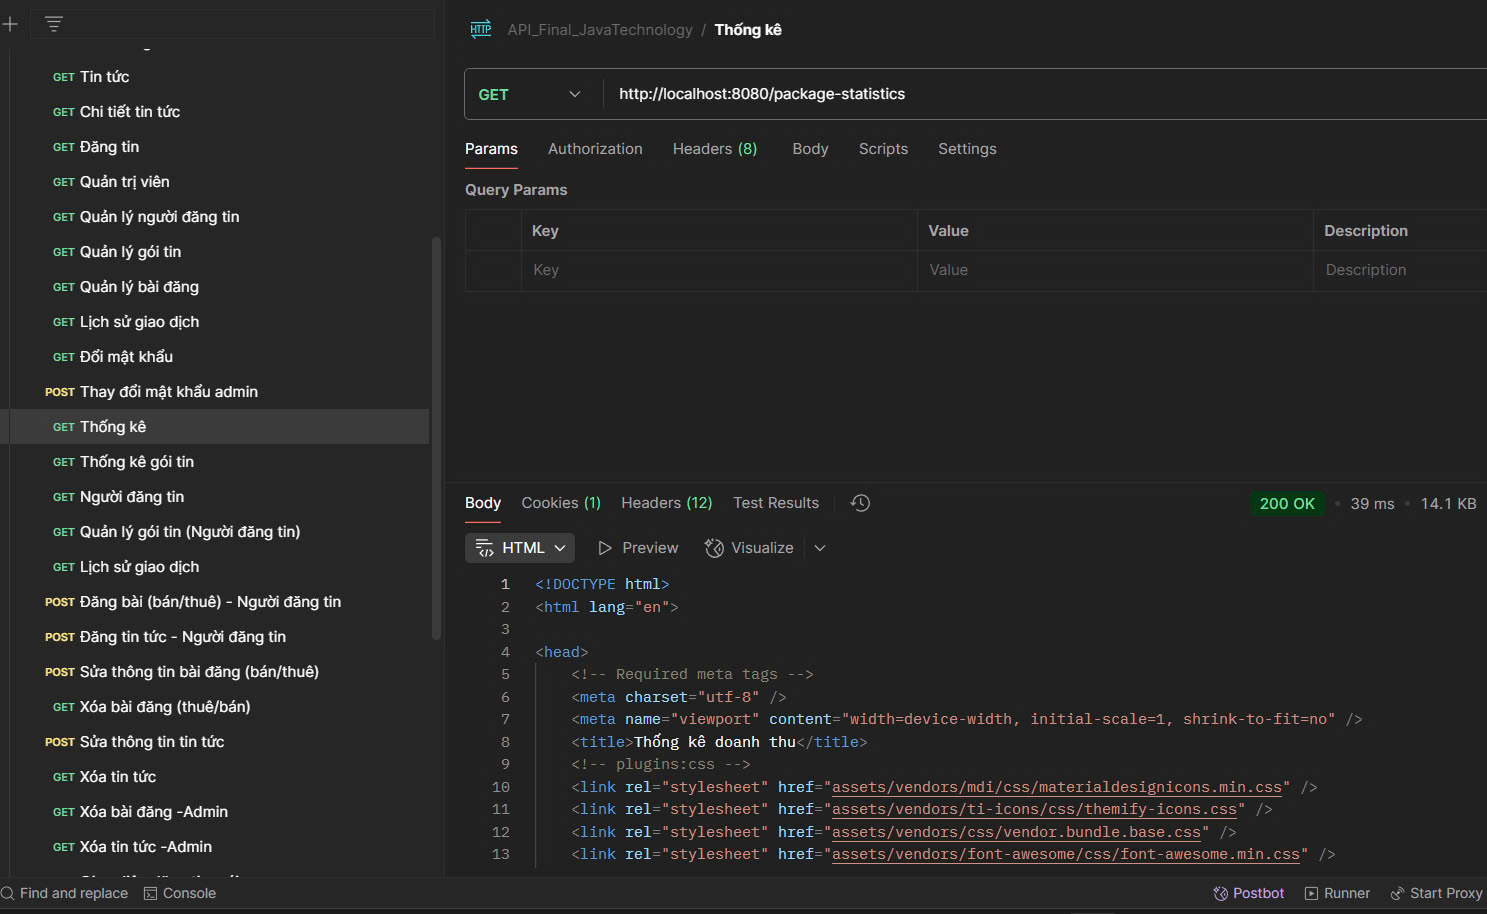 Tin tức
GET Chi tiết tin tức
GET Đăng tin
GET Quản trị viên
GET Quản lý người đăng tin
GET Quản lý gói tin
GET Quản lý bài đăng
GET Lịch sử giao dịch
GET Đổi mật khẩu
POST Thay đổi mật khẩu admin
GET Thống kê
GET Thống kê gói tin
GET Người đăng tin
GET Quản lý gói tin (Người đăng tin)
GET Lịch sử giao dịch
POST Đăng bài (bán/thuê) - Người đăng tin
POST Đăng tin tức - Người đăng tin
POST Sửa thông tin bài đăng (bán/thuê)
GET Xóa bài đăng (thuê/bán)
POST Sửa thông tin tin tức
GET Xóa tin tức
GET Xóa bài đăng -Admin
GET Xóa tin tức -Admin
Find and replace Console
HTTP API_Final_JavaTechnology / Thống kê
GET http://localhost:8080/package-statistics
Params Authorization Headers (8) Body Scripts Settings
Query Params
Key Value Description
Key Value Description
Body Cookies (1) Headers (12) Test Results 200 OK • 39 ms • 14.1 KB
HTML Preview Visualize
1 <!DOCTYPE html>
2 <html lang="en">
3
4 <head>
5 <!-- Required meta tags -->
6 <meta charset="utf-8" />
7 <meta name="viewport" content="width=device-width, initial-scale=1, shrink-to-fit=no" />
8 <title>Thống kê doanh thu</title>
9 <!-- plugins:css -->
10 <link rel="stylesheet" href="assets/vendors/mdi/css/materialdesignicons.min.css" />
11 <link rel="stylesheet" href="assets/vendors/ti-icons/css/themify-icons.css" />
12 <link rel="stylesheet" href="assets/vendors/css/vendor.bundle.base.css" />
13 <link rel="stylesheet" href="assets/vendors/font-awesome/css/font-awesome.min.css" />
Postbot Runner Start Proxy